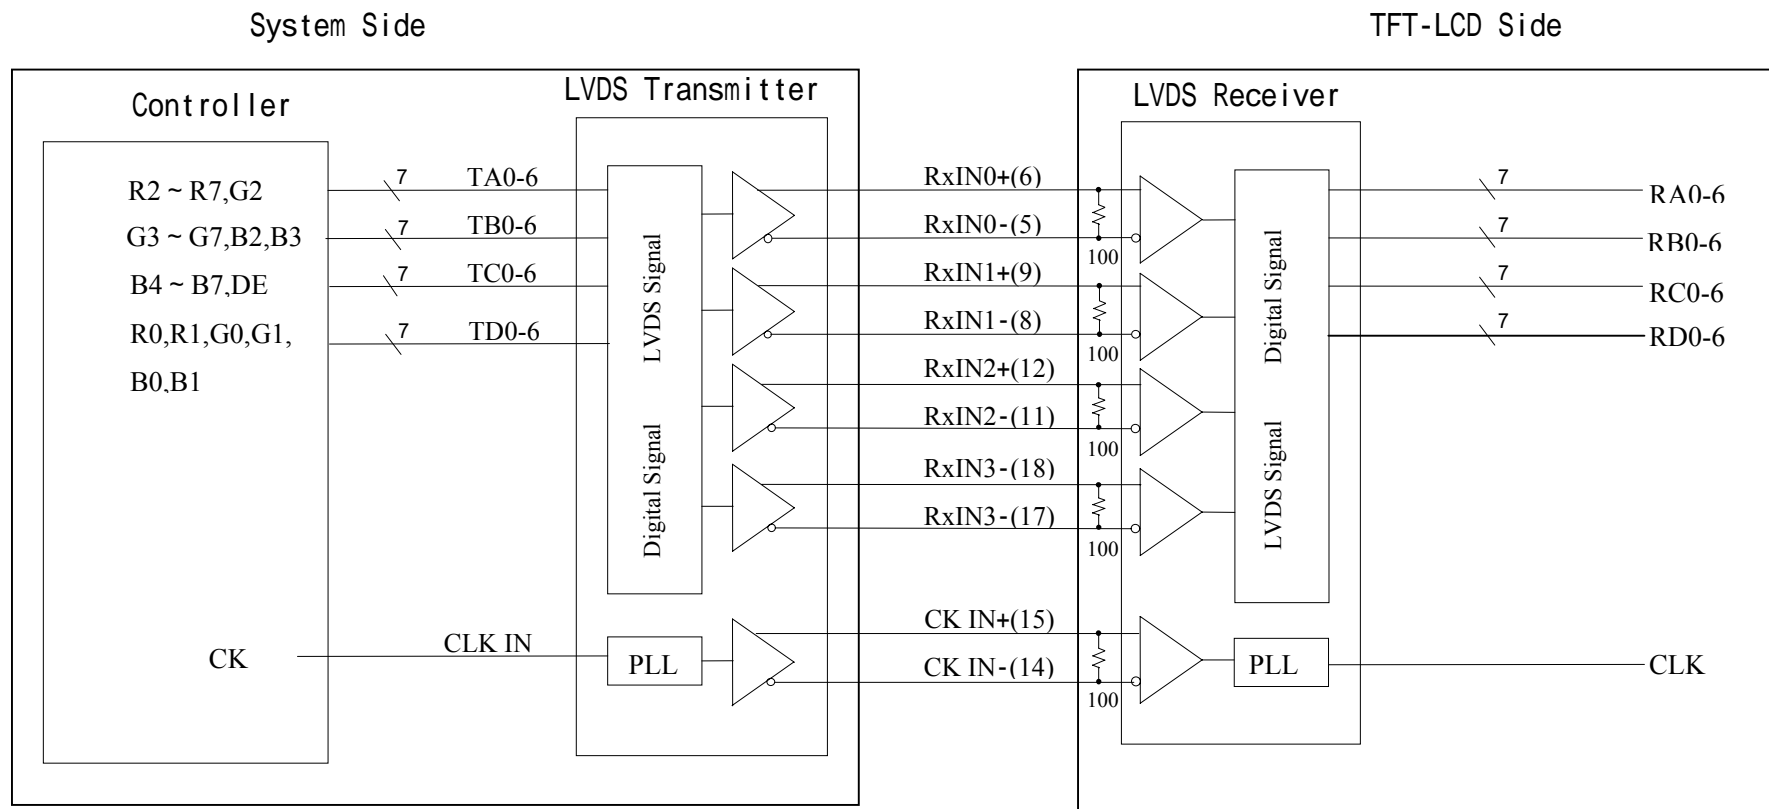 System Side
TFT-LCD Side
Controller
LVDS Transmitter
LVDS Receiver
R2 ~ R7,G2
7
TA0-6
RxIN0+(6)
7
RA0-6
G3 ~ G7,B2,B3
7
TB0-6
RxIN0-(5)
100
7
RB0-6
B4 ~ B7,DE
7
TC0-6
RxIN1+(9)
7
RC0-6
R0,R1,G0,G1,
B0,B1
7
TD0-6
RxIN1-(8)
100
7
RD0-6
LVDS Signal
Digital Signal
Digital Signal
LVDS Signal
RxIN2+(12)
RxIN2-(11)
100
RxIN3-(18)
RxIN3-(17)
100
CK
CLK IN
PLL
CK IN+(15)
CK IN-(14)
100
PLL
CLK